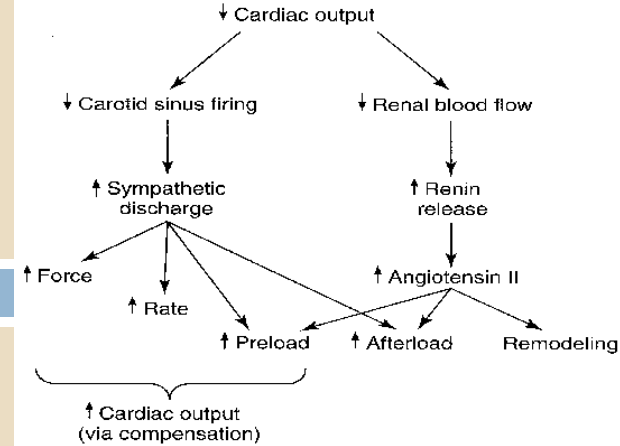 ↓ Cardiac output
↓ Carotid sinus firing
↓ Renal blood flow
↑ Sympathetic
discharge
↑ Renin
release
↑ Force
↑ Rate
↑ Angiotensin II
↑ Preload
↑ Afterload
Remodeling
↑ Cardiac output
(via compensation)